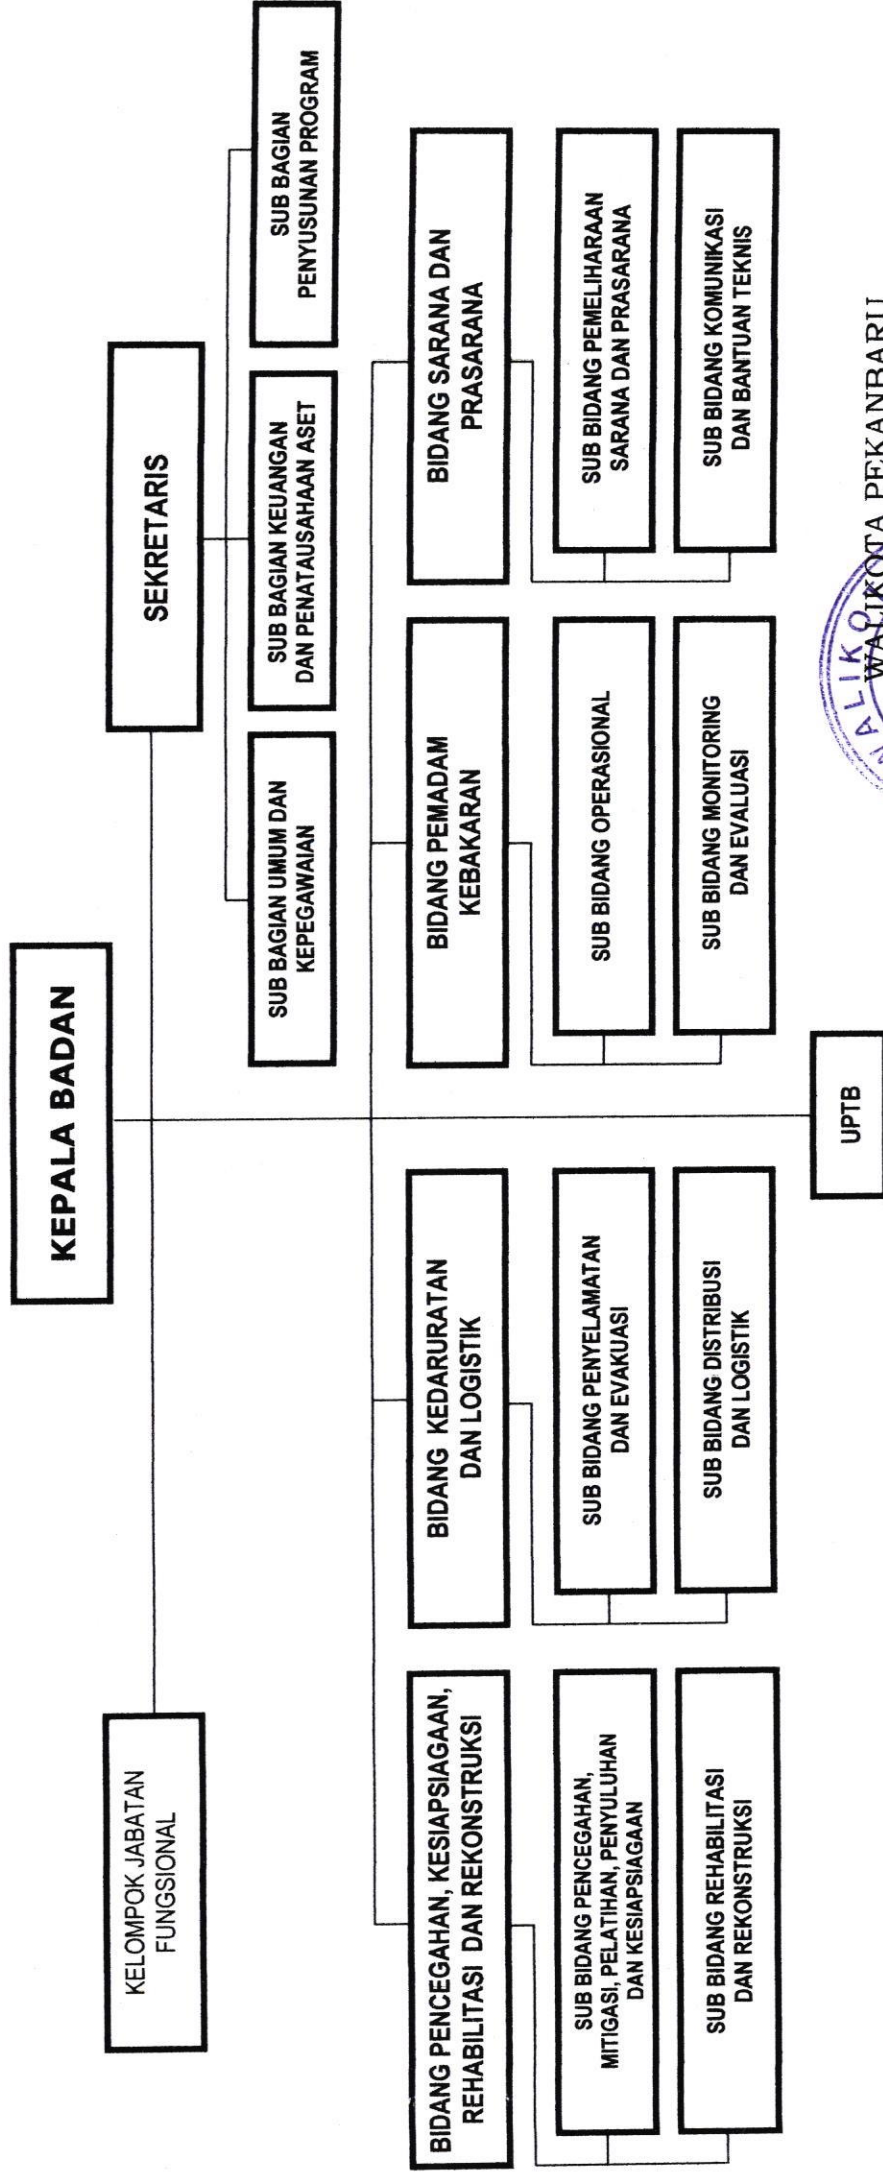 KEPALA BADAN
KELOMPOK JABATAN
FUNGSIONAL
SEKRETARIS
SUB BAGIAN UMUM DAN
KEPEGAWAIAN
SUB BAGIAN KEUANGAN
DAN PENATAUSAHAAN ASET
SUB BAGIAN
PENYUSUNAN PROGRAM
BIDANG PENCEGAHAN, KESIAPSIAGAAN,
REHABILITASI DAN REKONSTRUKSI
BIDANG KEDARURATAN
DAN LOGISTIK
BIDANG PEMADAM
KEBAKARAN
BIDANG SARANA DAN
PRASARANA
SUB BIDANG PENCEGAHAN,
MITIGASI, PELATIHAN, PENYULUHAN
DAN KESIAPSIAGAAN
SUB BIDANG PENYELAMATAN
DAN EVAKUASI
SUB BIDANG OPERASIONAL
SUB BIDANG PEMELIHARAAN
SARANA DAN PRASARANA
SUB BIDANG REHABILITASI
DAN REKONSTRUKSI
SUB BIDANG DISTRIBUSI
DAN LOGISTIK
SUB BIDANG MONITORING
DAN EVALUASI
SUB BIDANG KOMUNIKASI
DAN BANTUAN TEKNIS
UPTB
WALIKO
WALIKOTA PEKANBARU